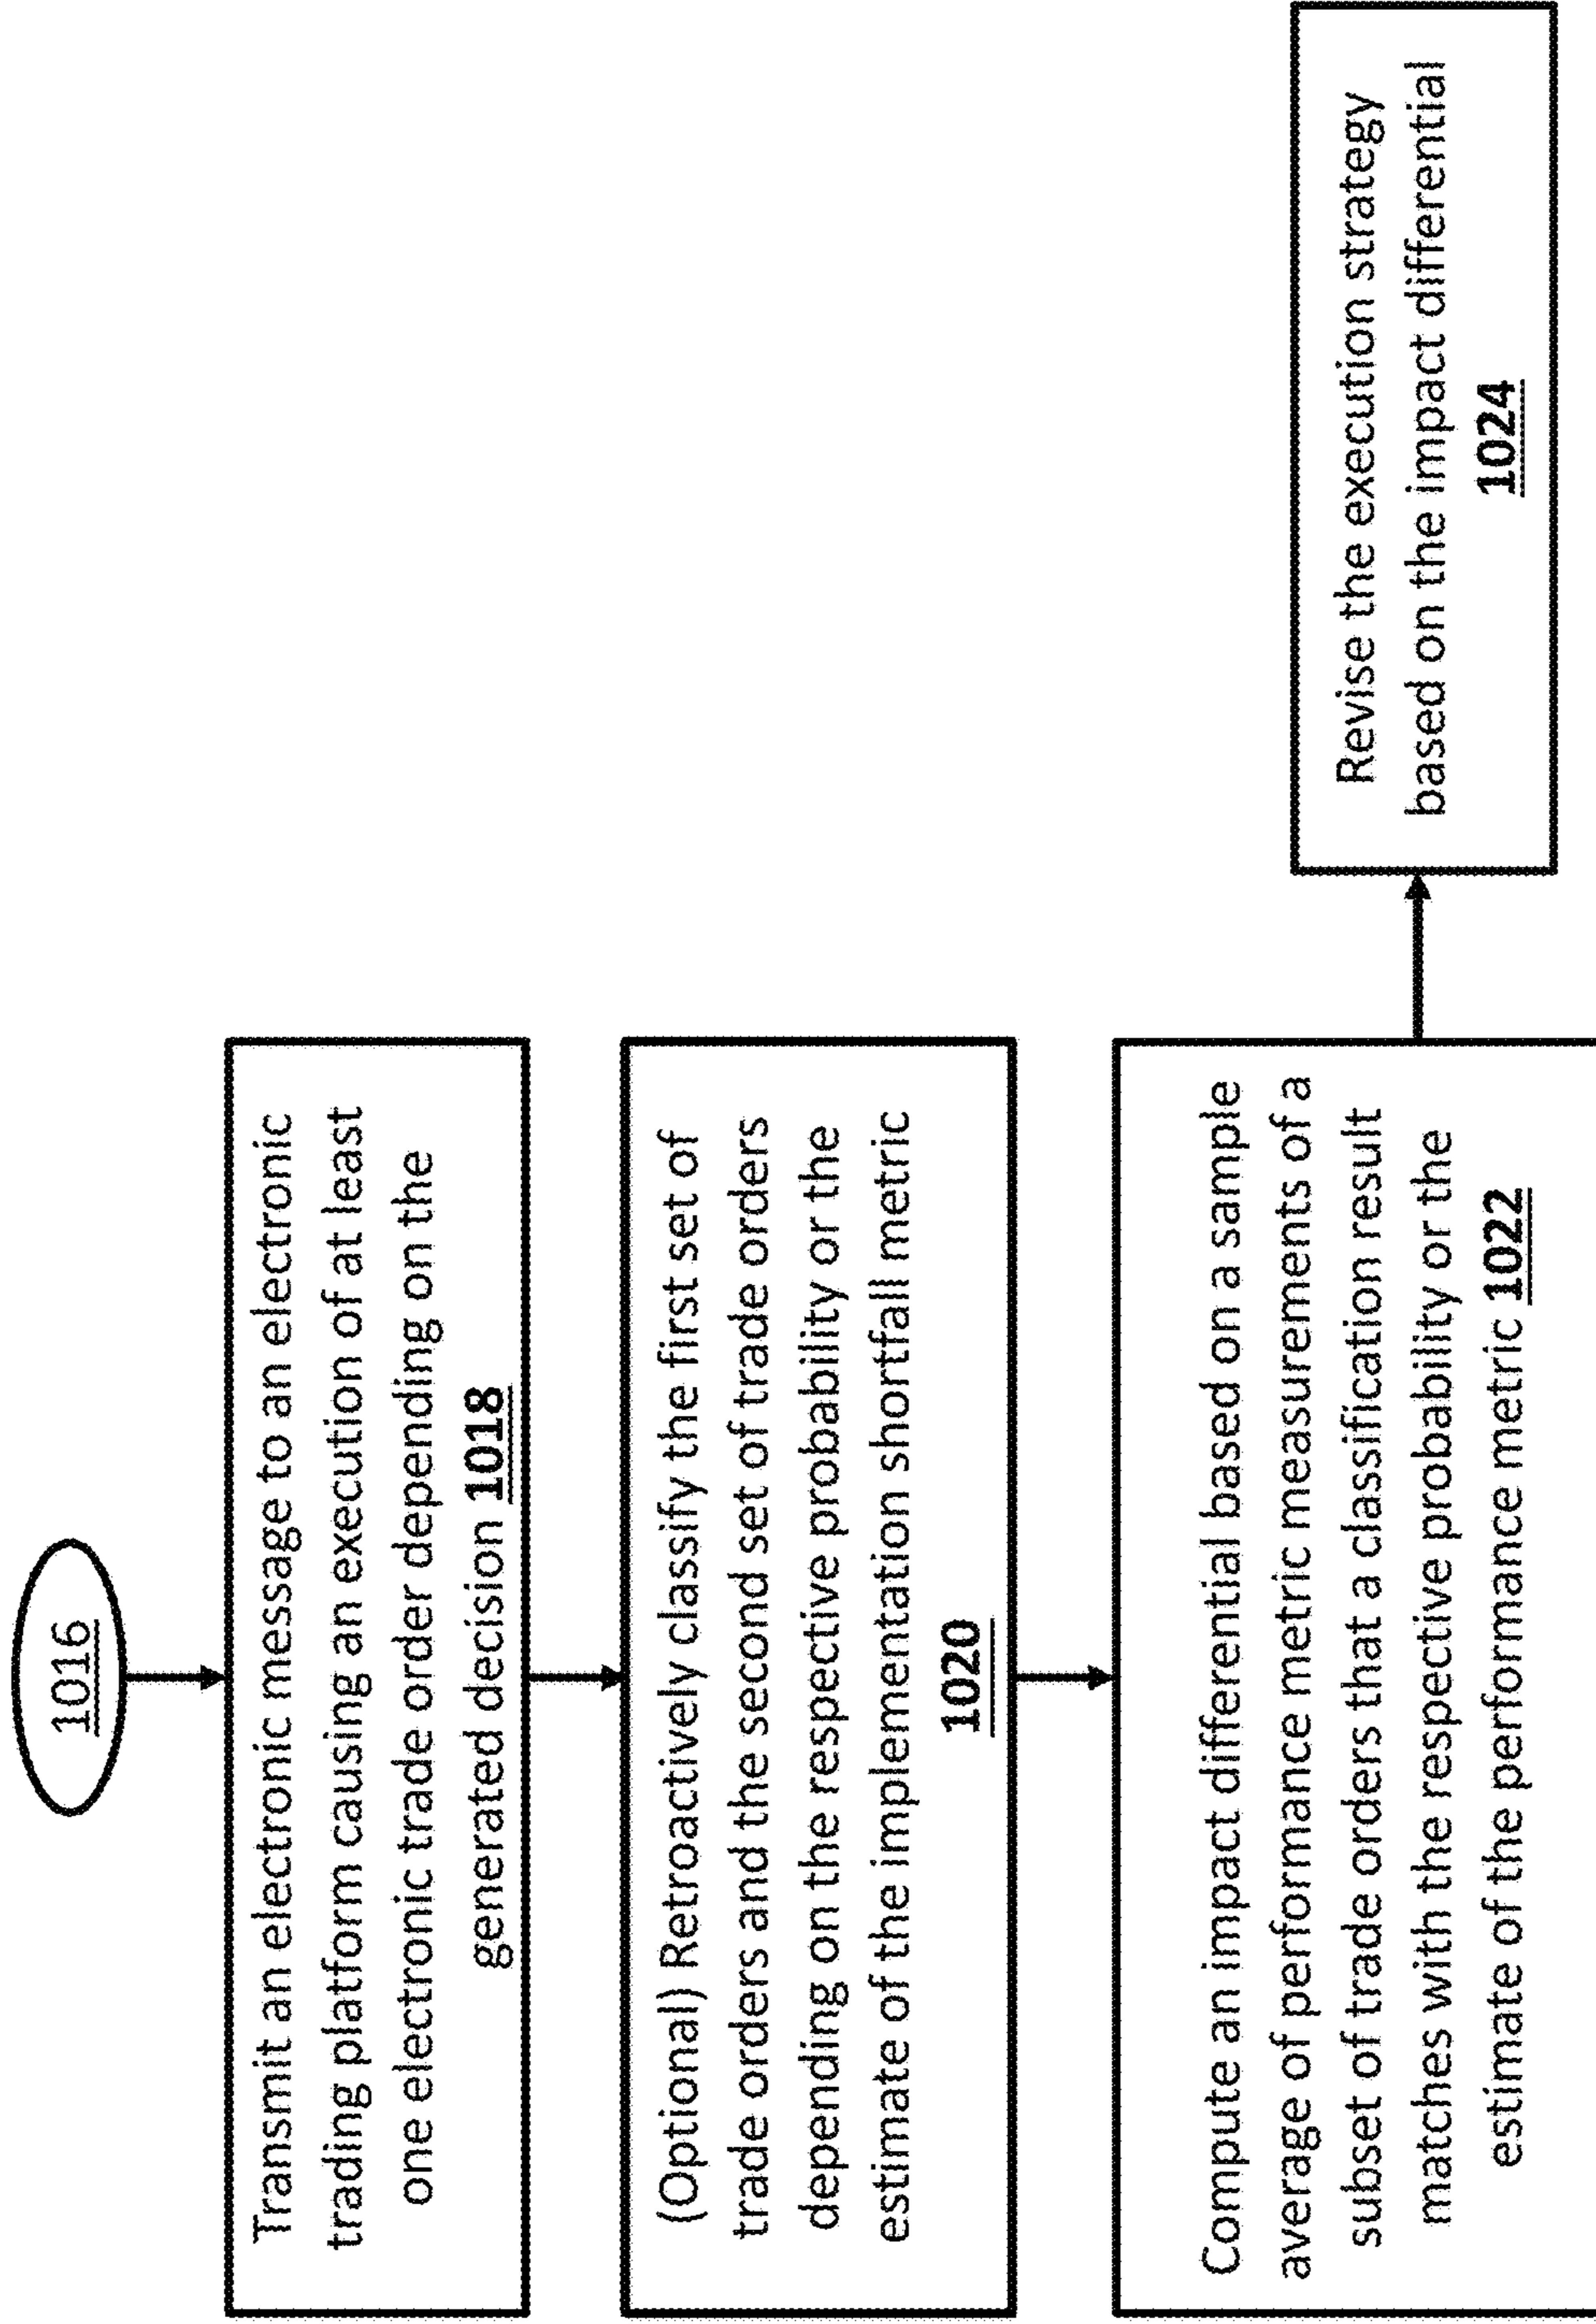 1016
Transmit an electronic message to an electronic
trading platform causing an execution of at least
one electronic trade order depending on the
generated decision 1018
(Optional) Retroactively classify the first set of
trade orders and the second set of trade orders
depending on the respective probability or the
estimate of the implementation shortfall metric
1020
Compute an impact differential based on a sample
average of performance metric measurements of a
subset of trade orders that a classification result
matches with the respective probability or the
estimate of the performance metric 1022
Revise the execution strategy
based on the impact differential
1024